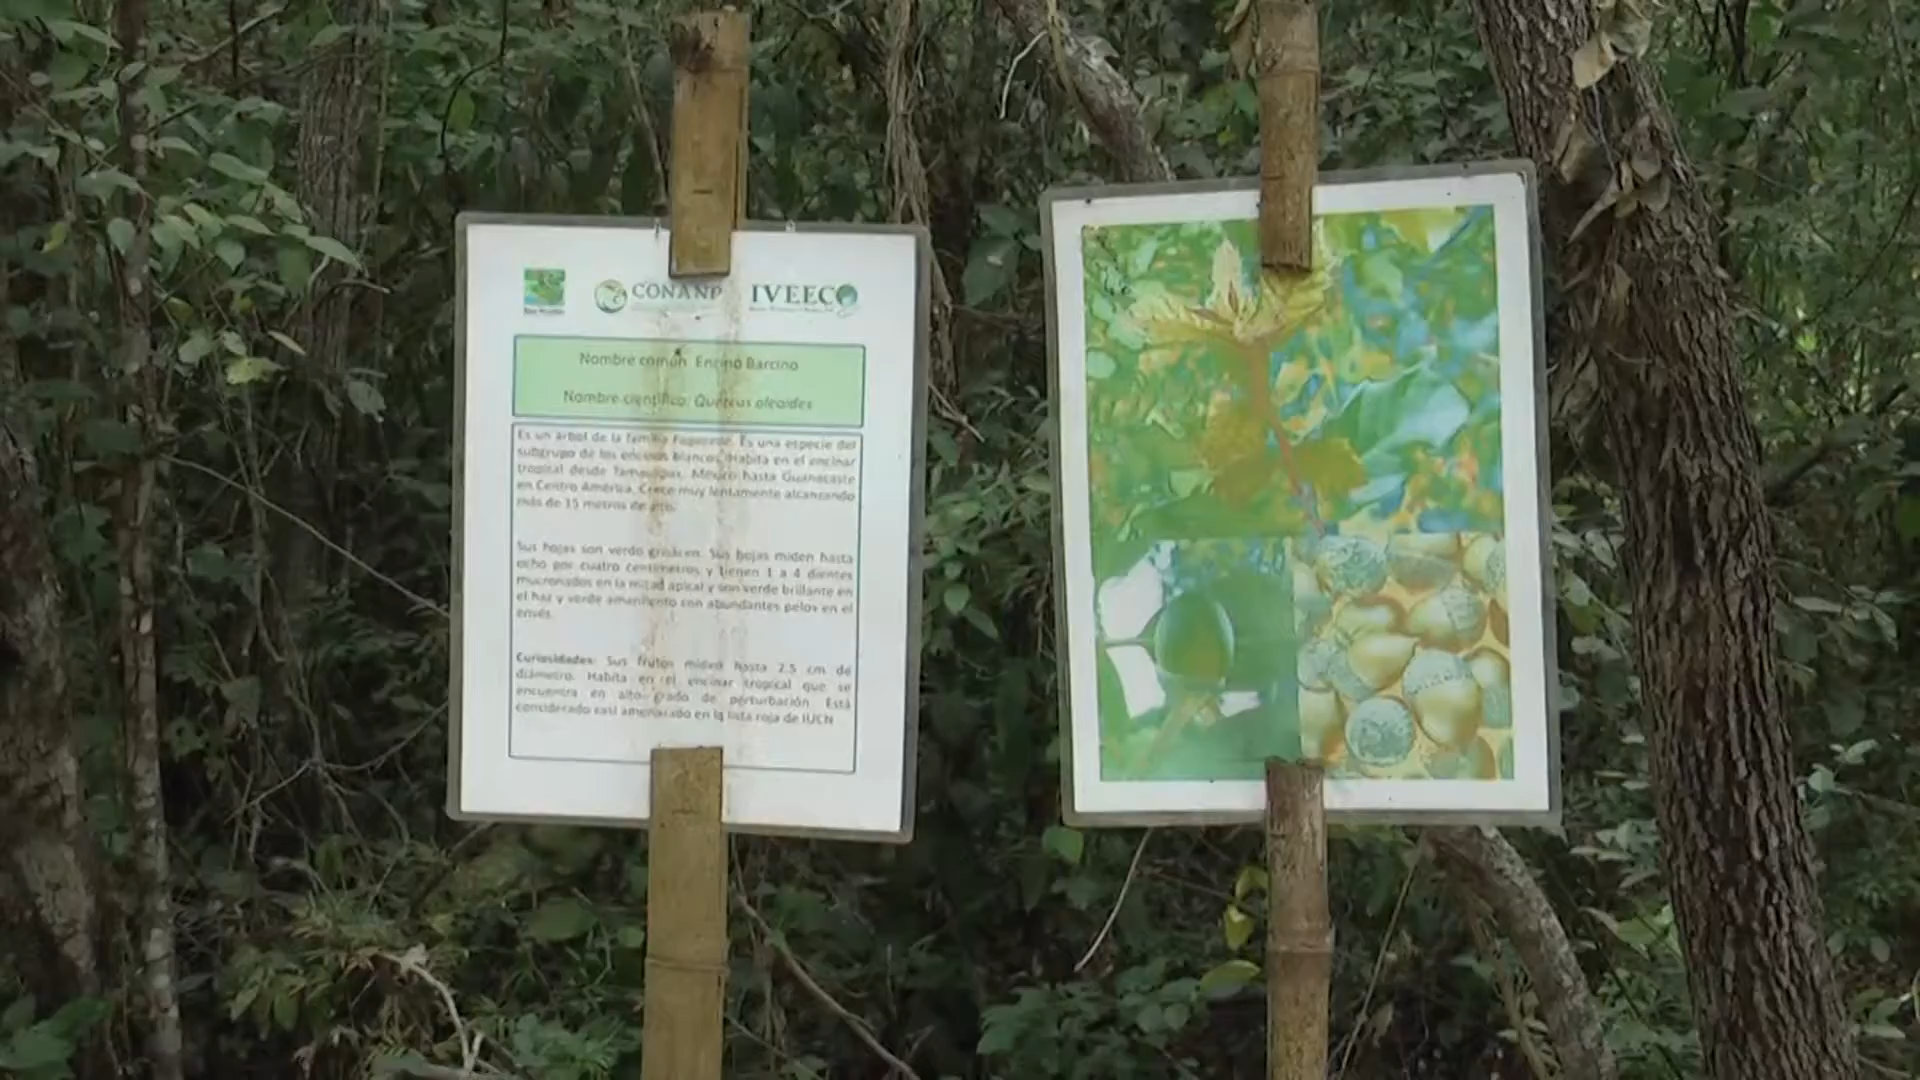 CONANP IVEECO
Nombre común: Encino Barcino
Nombre científico: Quercus oleoides
Es un árbol de la familia Fagaceae. Es una especie del
subgrupo de los encinos blancos. Habita en el encinar
tropical desde Tamaulipas, México hasta Guanacaste
en Centro América. Crece muy lentamente alcanzando
más de 15 metros de alto.
Sus hojas son verde grisáceo. Sus hojas miden hasta
ocho por cuatro centímetros y tienen 1 a 4 dientes
mucronados en la mitad apical y son verde brillante en
el haz y verde amarillento con abundantes pelos en el
envés.
Curiosidades: Sus frutos miden hasta 2.5 cm de
diámetro. Habita en el encinar tropical que se
encuentra en alto grado de perturbación. Está
considerado casi amenazado en la lista roja de IUCN